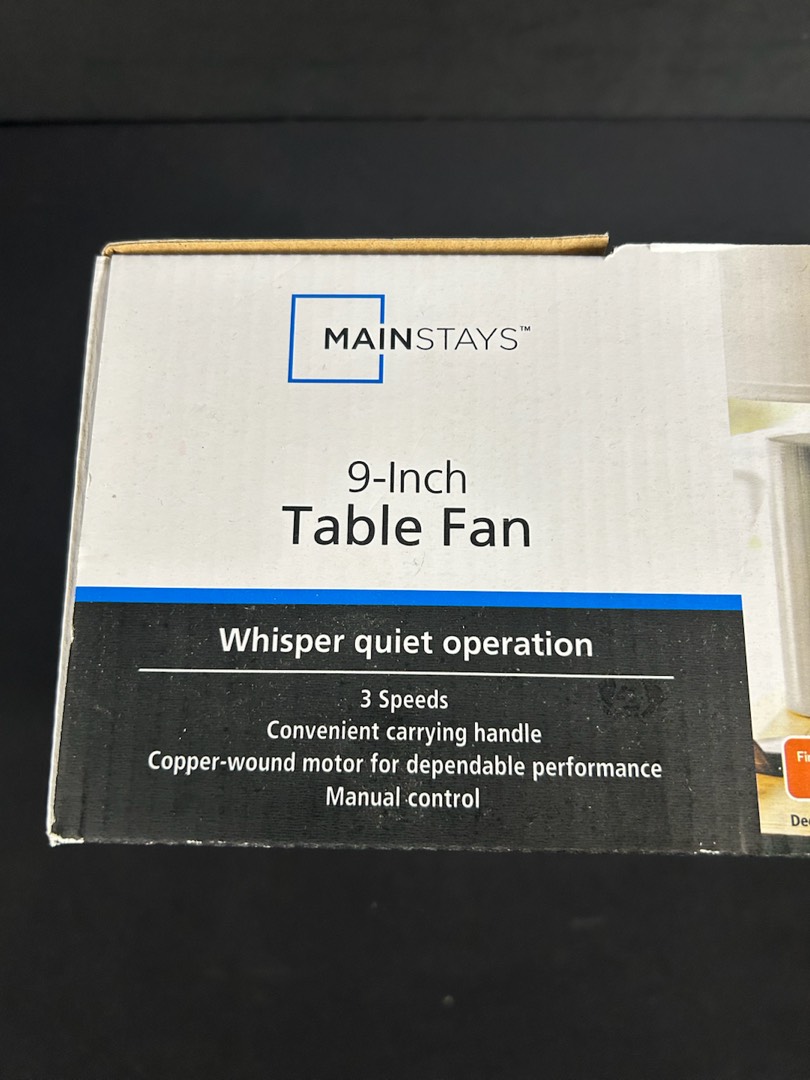 MAINSTAYS™
9-Inch
Table Fan
Whisper quiet operation
3 Speeds
Convenient carrying handle
Copper-wound motor for dependable performance
Manual control